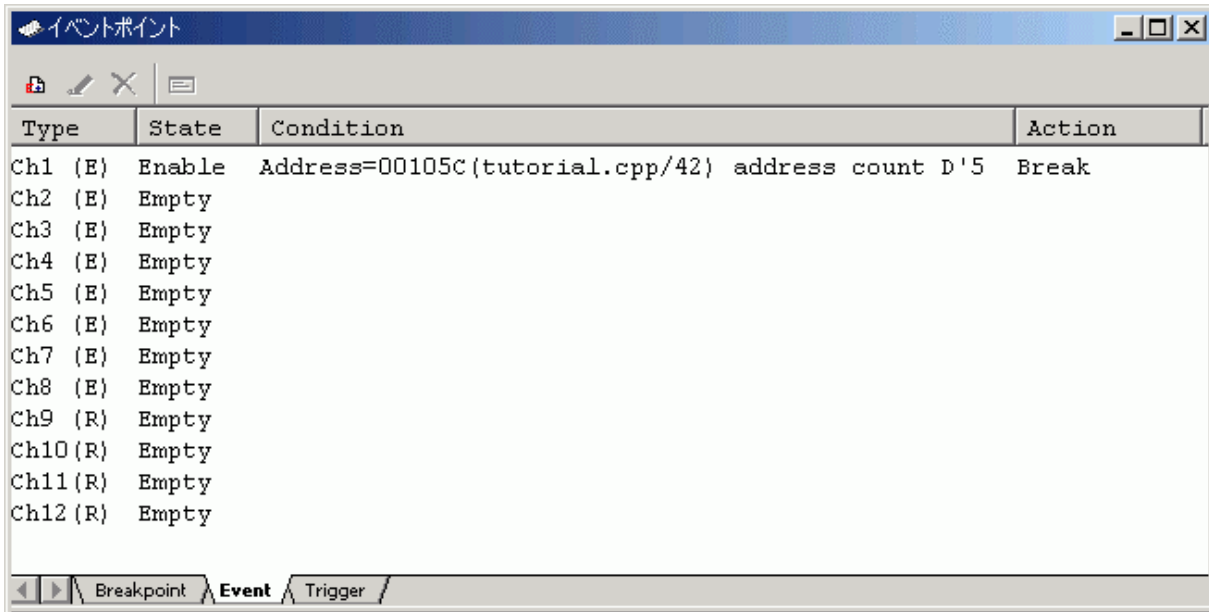 イベントポイント
Type State Condition Action
Ch1 (E) Enable Address=00105C(tutorial.cpp/42) address count D'5 Break
Ch2 (E) Empty
Ch3 (E) Empty
Ch4 (E) Empty
Ch5 (E) Empty
Ch6 (E) Empty
Ch7 (E) Empty
Ch8 (E) Empty
Ch9 (R) Empty
Ch10(R) Empty
Ch11(R) Empty
Ch12(R) Empty
Breakpoint Event Trigger